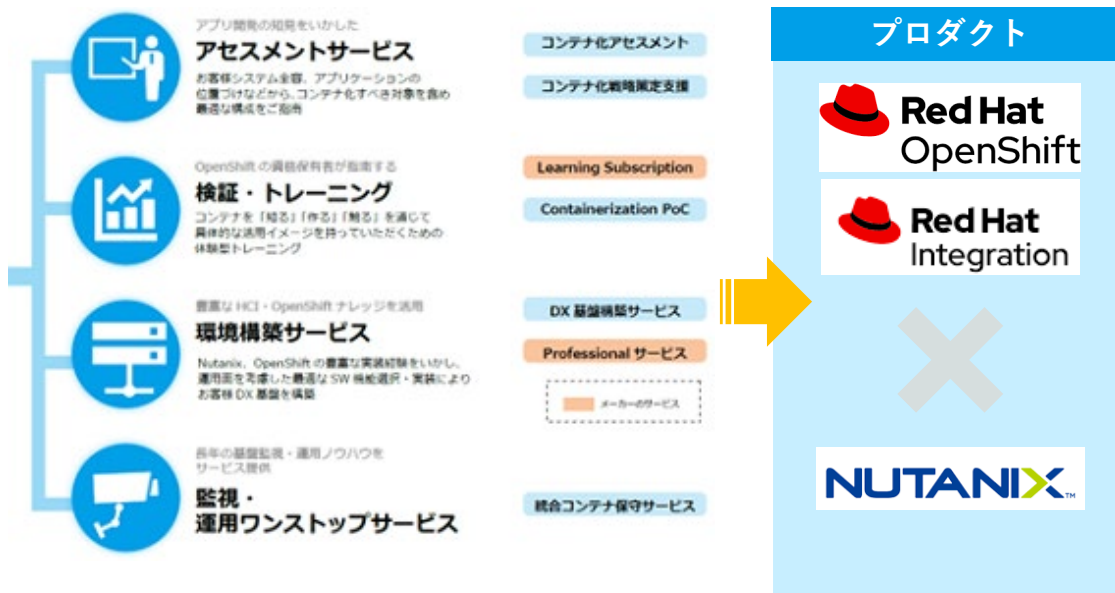 アプリ開発の知見をいかした
アセスメントサービス
お客様システム全容、アプリケーションの
位置づけなどから、コンテナ化すべき対象を含め
最適な構成をご指南
コンテナ化アセスメント
コンテナ化戦略策定支援
OpenShift の資格保有者が指南する
検証・トレーニング
コンテナを「知る」「作る」「触る」を通じて
具体的な活用イメージを持っていただくための
体験型トレーニング
Learning Subscription
Containerization PoC
豊富な HCI・OpenShift ナレッジを活用
環境構築サービス
Nutanix、OpenShift の豊富な実装経験をいかし、
運用面を考慮した最適な SW 機能選択・実装により
お客様 DX 基盤を構築
DX 基盤構築サービス
Professional サービス
メーカーのサービス
長年の基盤監視・運用ノウハウを
サービス提供
監視・
運用ワンストップサービス
統合コンテナ保守サービス
プロダクト
Red Hat
OpenShift
Red Hat
Integration
NUTANIX™